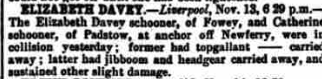 ELIZABETH DAVEY.—Liverpool, Nov. 13, 6 29 p.m.—
The Elizabeth Davey schooner, of Fowey, and Catherine
schooner, of Padstow, at anchor off Newferry, were in
collision yesterday; former had topgallant — carried
away; latter had jibboom and headgear carried away, and
sustained other slight damage.